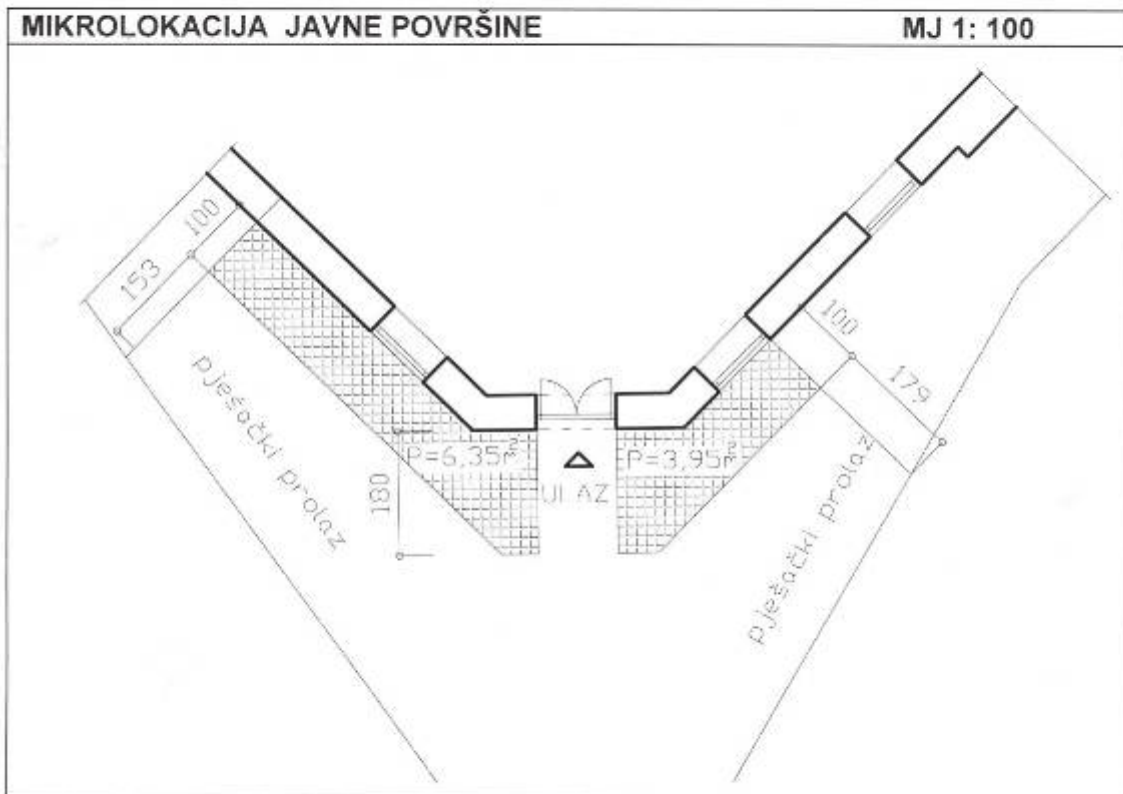 MIKROLOKACIJA JAVNE POVRŠINE MJ 1: 100
100
153
pješački prolaz
180
P=6,35m²
ULAZ
P=3,95m²
100
179
pješački prolaz